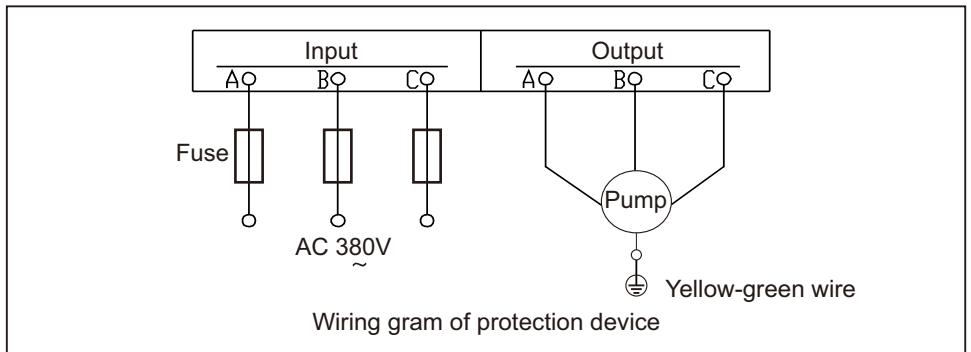 Input Output
A B C A B C
Fuse
Pump
AC 380V
~
Yellow-green wire
Wiring gram of protection device